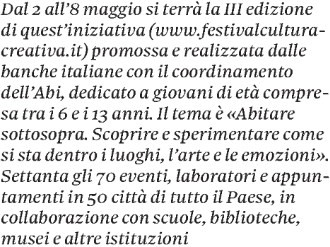 Dal 2 all'8 maggio si terrà la III edizione
di quest'iniziativa (www.festivalcultura-
creativa.it) promossa e realizzata dalle
banche italiane con il coordinamento
dell'Abi, dedicato a giovani di età compre-
sa tra i 6 e i 13 anni. Il tema è «Abitare
sottosopra. Scoprire e sperimentare come
si sta dentro i luoghi, l'arte e le emozioni».
Settanta gli 70 eventi, laboratori e appun-
tamenti in 50 città di tutto il Paese, in
collaborazione con scuole, biblioteche,
musei e altre istituzioni